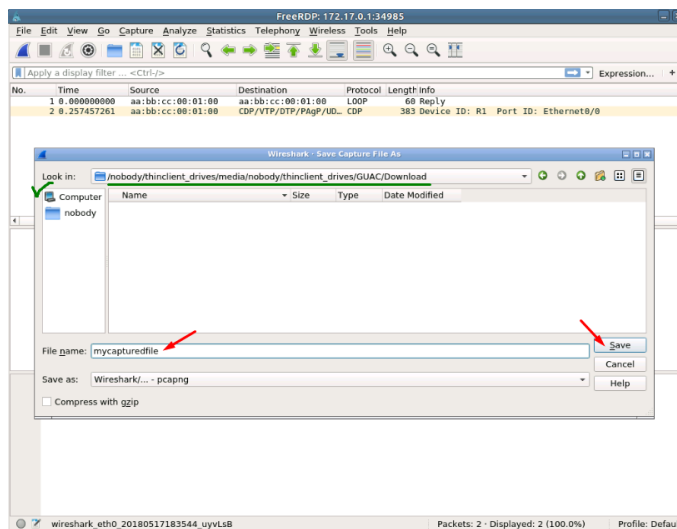 FreeRDP: 172.17.0.1:34985
File Edit View Go Capture Analyze Statistics Telephony Wireless Tools Help
Apply a display filter ... <Ctrl-/> Expression... +
No. Time Source Destination Protocol Length Info
1 0.000000000 aa:bb:cc:00:01:00 aa:bb:cc:00:01:00 LOOP 60 Reply
2 0.257457261 aa:bb:cc:00:01:00 CDP/VTP/DTP/PAgP/UD… CDP 383 Device ID: R1 Port ID: Ethernet0/0
Wireshark · Save Capture File As
Look in: /nobody/thinclient_drives/media/nobody/thinclient_drives/GUAC/Download
Computer
nobody
Name Size Type Date Modified
File name: mycapturedfile
Save
Cancel
Save as: Wireshark/... - pcapng
Help
Compress with gzip
wireshark_eth0_20180517183544_uyvLsB Packets: 2 · Displayed: 2 (100.0%) Profile: Defau